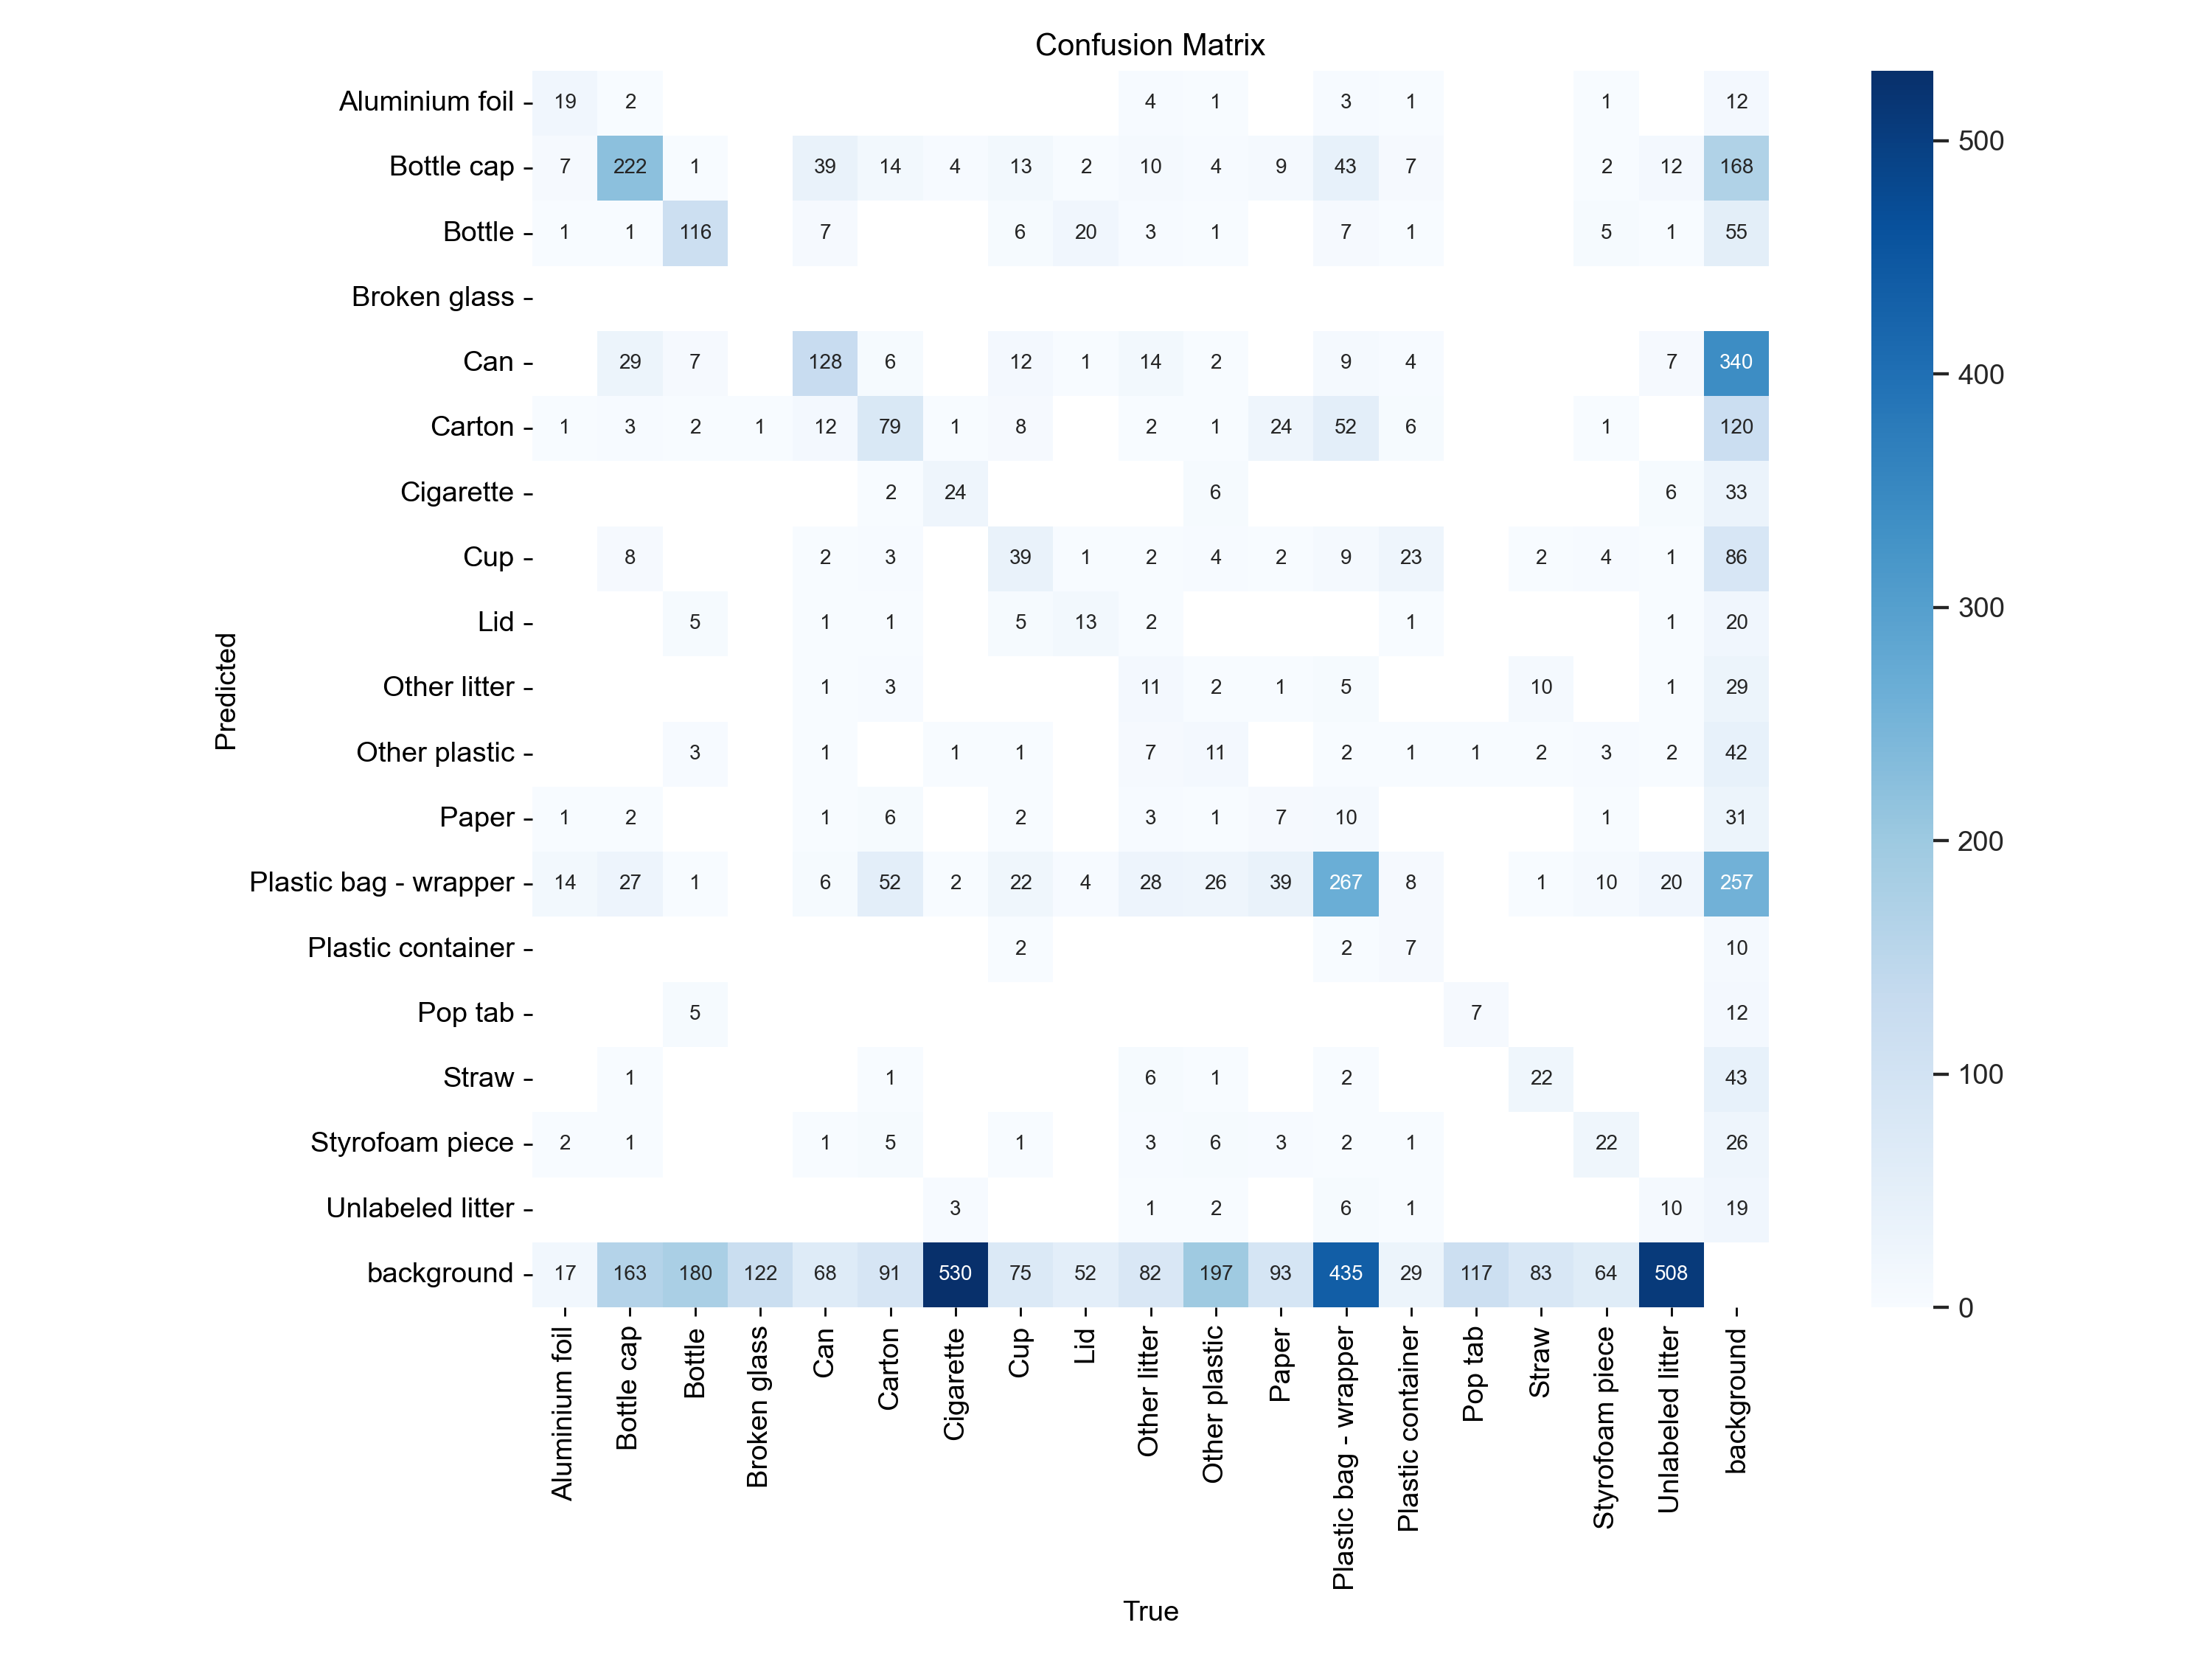 Confusion Matrix
Aluminium foil 19 2 4 1 3 1 1 12
Bottle cap 7 222 1 39 14 4 13 2 10 4 9 43 7 2 12 168
Bottle 1 1 116 7 6 20 3 1 7 1 5 1 55
Broken glass
Can 29 7 128 6 12 1 14 2 9 4 7 340
Carton 1 3 2 1 12 79 1 8 2 1 24 52 6 1 120
Cigarette 2 24 6 6 33
Cup 8 2 3 39 1 2 4 2 9 23 2 4 1 86
Lid 5 1 1 5 13 2 1 1 20
Other litter 1 3 11 2 1 5 10 1 29
Other plastic 3 1 1 1 7 11 2 1 1 2 3 2 42
Paper 1 2 1 6 2 3 1 7 10 1 31
Plastic bag - wrapper 14 27 1 6 52 2 22 4 28 26 39 267 8 1 10 20 257
Plastic container 2 2 7 10
Pop tab 5 7 12
Straw 1 1 6 1 2 22 43
Styrofoam piece 2 1 1 5 1 3 6 3 2 1 22 26
Unlabeled litter 3 1 2 6 1 10 19
background 17 163 180 122 68 91 530 75 52 82 197 93 435 29 117 83 64 508
Predicted
Aluminium foil
Bottle cap
Bottle
Broken glass
Can
Carton
Cigarette
Cup
Lid
Other litter
Other plastic
Paper
Plastic bag - wrapper
Plastic container
Pop tab
Straw
Styrofoam piece
Unlabeled litter
background
True
500
400
300
200
100
0